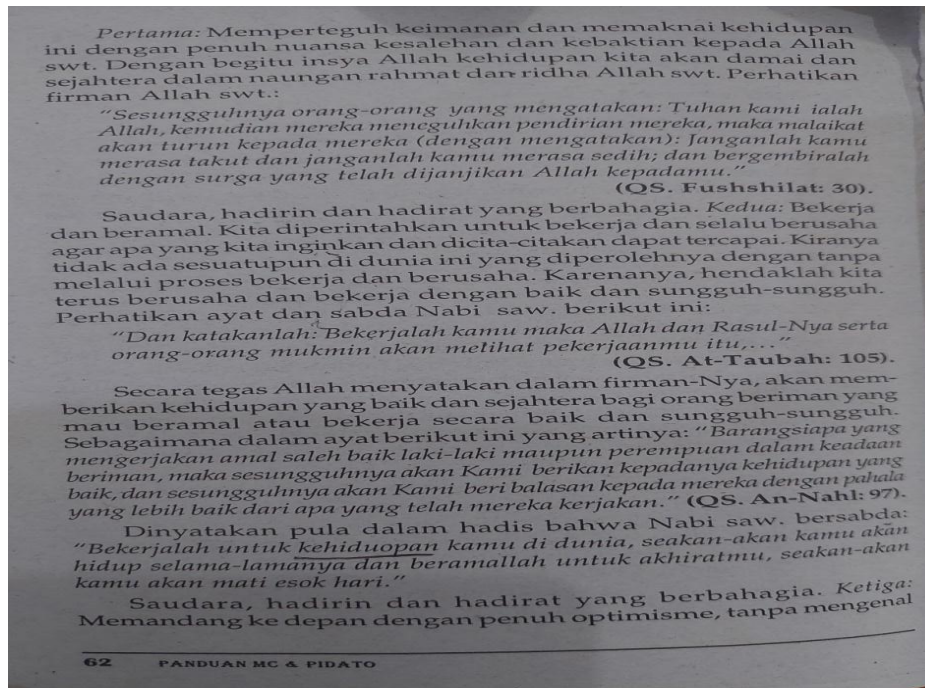 Pertama: Memperteguh keimanan dan memaknai kehidupan
ini dengan penuh nuansa kesalehan dan kebaktian kepada Allah
swt. Dengan begitu insya Allah kehidupan kita akan damai dan
sejahtera dalam naungan rahmat dan ridha Allah swt. Perhatikan
firman Allah swt.:
"Sesungguhnya orang-orang yang mengatakan: Tuhan kami ialah
Allah, kemudian mereka meneguhkan pendirian mereka, maka malaikat
akan turun kepada mereka (dengan mengatakan): Janganlah kamu
merasa takut dan janganlah kamu merasa sedih; dan bergembiralah
dengan surga yang telah dijanjikan Allah kepadamu."
(QS. Fushshilat: 30).
Saudara, hadirin dan hadirat yang berbahagia. Kedua: Bekerja
dan beramal. Kita diperintahkan untuk bekerja dan selalu berusaha
agar apa yang kita inginkan dan dicita-citakan dapat tercapai. Kiranya
tidak ada sesuatupun di dunia ini yang diperolehnya dengan tanpa
melalui proses bekerja dan berusaha. Karenanya, hendaklah kita
terus berusaha dan bekerja dengan baik dan sungguh-sungguh.
Perhatikan ayat dan sabda Nabi saw. berikut ini:
"Dan katakanlah: Bekerjalah kamu maka Allah dan Rasul-Nya serta
orang-orang mukmin akan melihat pekerjaanmu itu,..."
(QS. At-Taubah: 105).
Secara tegas Allah menyatakan dalam firman-Nya, akan mem-
berikan kehidupan yang baik dan sejahtera bagi orang beriman yang
mau beramal atau bekerja secara baik dan sungguh-sungguh.
Sebagaimana dalam ayat berikut ini yang artinya: "Barangsiapa yang
mengerjakan amal saleh baik laki-laki maupun perempuan dalam keadaan
beriman, maka sesungguhnya akan Kami berikan kepadanya kehidupan yang
baik, dan sesungguhnya akan Kami beri balasan kepada mereka dengan pahala
yang lebih baik dari apa yang telah mereka kerjakan." (QS. An-Nahl: 97).
Dinyatakan pula dalam hadis bahwa Nabi saw. bersabda:
"Bekerjalah untuk kehiduopan kamu di dunia, seakan-akan kamu akan
hidup selama-lamanya dan beramallah untuk akhiratmu, seakan-akan
kamu akan mati esok hari."
Saudara, hadirin dan hadirat yang berbahagia. Ketiga:
Memandang ke depan dengan penuh optimisme, tanpa mengenal
62 PANDUAN MC & PIDATO